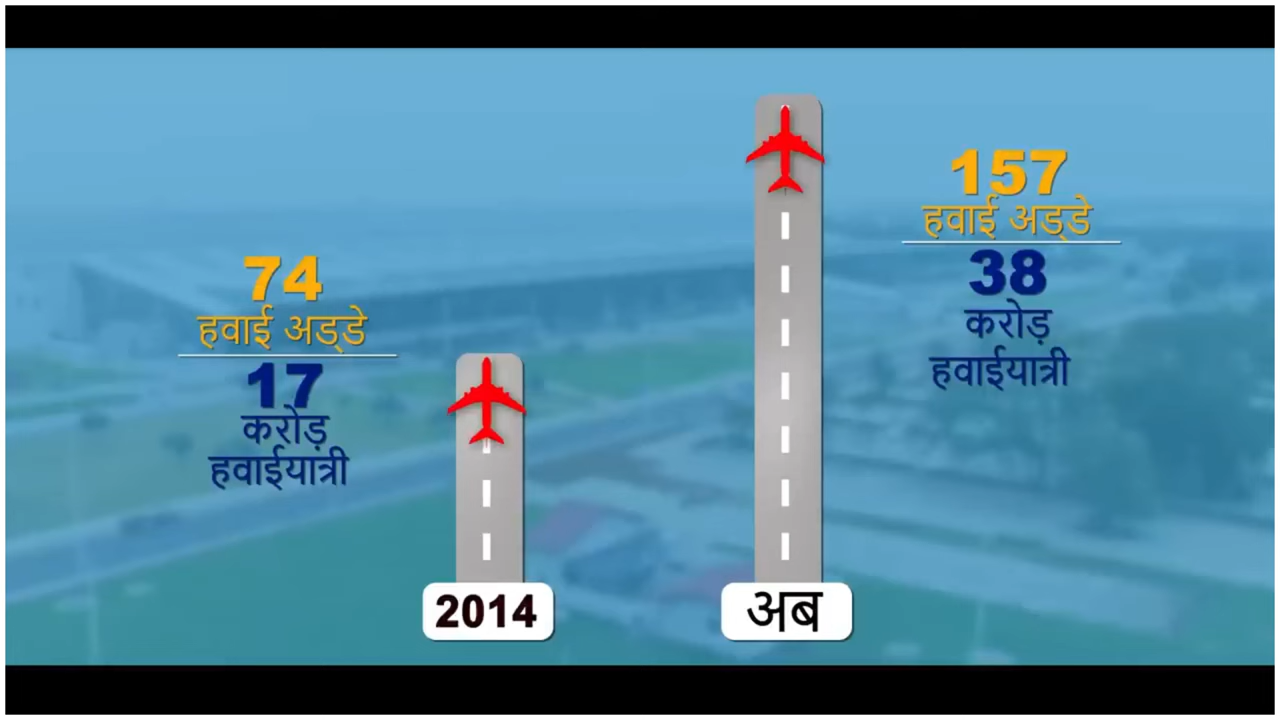 74
हवाई अड्डे
17
करोड़
हवाईयात्री
2014
157
हवाई अड्डे
38
करोड़
हवाईयात्री
अब